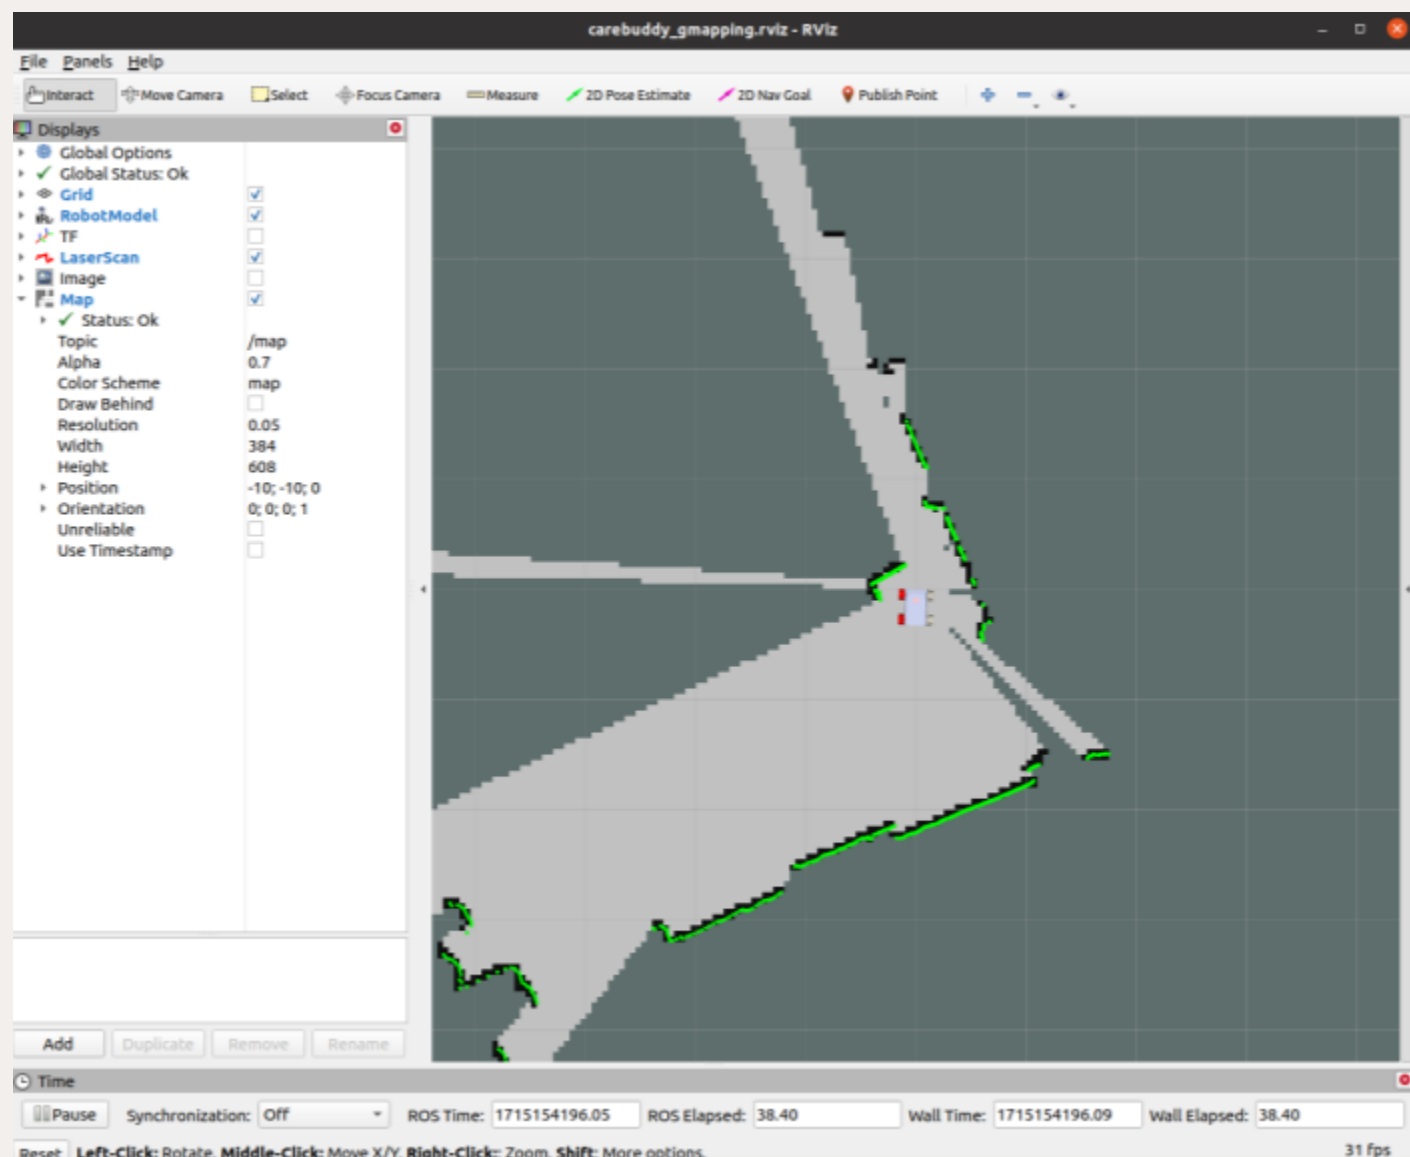 carebuddy_gmapping.rviz - RViz
File Panels Help
Interact Move Camera Select Focus Camera Measure 2D Pose Estimate 2D Nav Goal Publish Point
Displays
Global Options
Global Status: Ok
Grid
RobotModel
TF
LaserScan
Image
Map
Status: Ok
Topic /map
Alpha 0.7
Color Scheme map
Draw Behind
Resolution 0.05
Width 384
Height 608
Position -10; -10; 0
Orientation 0; 0; 0; 1
Unreliable
Use Timestamp
Add Duplicate Remove Rename
Time
Pause Synchronization: Off ROS Time: 1715154196.05 ROS Elapsed: 38.40 Wall Time: 1715154196.09 Wall Elapsed: 38.40
Reset Left-Click: Rotate. Middle-Click: Move X/Y. Right-Click:: Zoom. Shift: More options. 31 fps